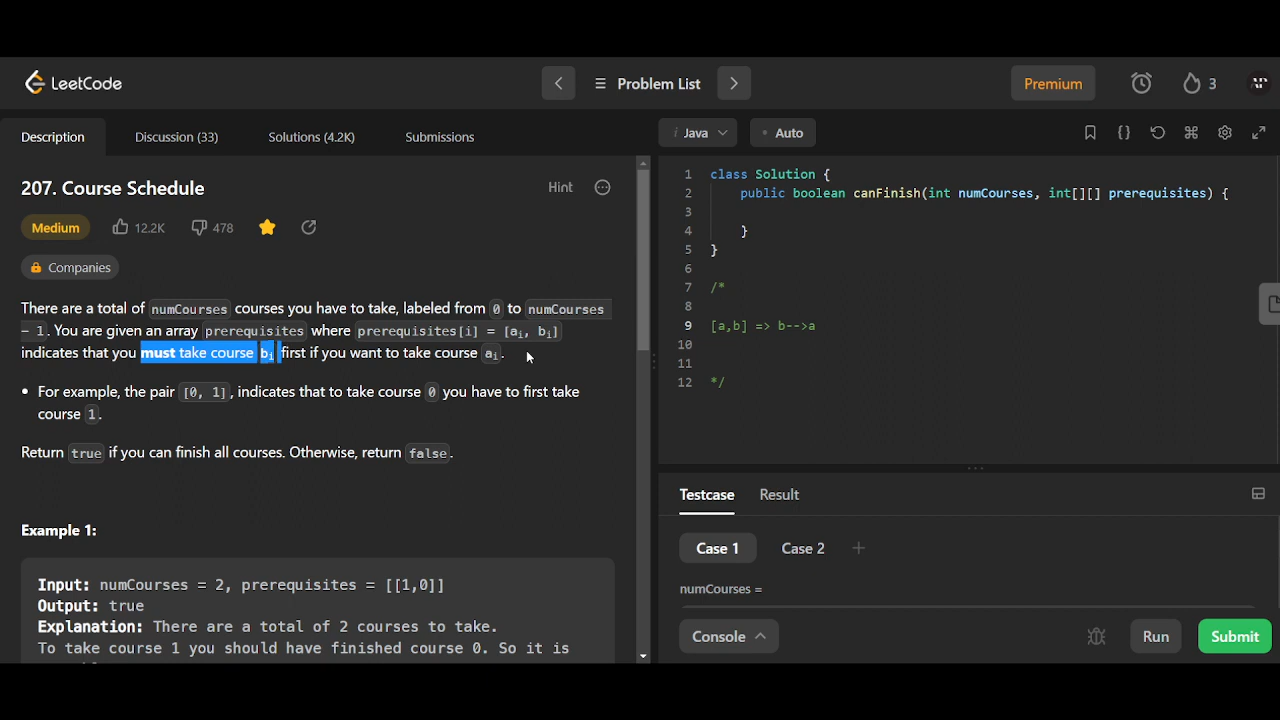 LeetCode
Problem List
Premium
3
Description
Discussion (33)
Solutions (4.2K)
Submissions
207. Course Schedule
Hint
Medium
12.2K
478
Companies
There are a total of numCourses courses you have to take, labeled from 0 to numCourses
- 1. You are given an array prerequisites where prerequisites[i] = [ai, bi]
indicates that you must take course bi first if you want to take course ai.
• For example, the pair [0, 1], indicates that to take course 0 you have to first take
course 1.
Return true if you can finish all courses. Otherwise, return false.
Example 1:
Input: numCourses = 2, prerequisites = [[1,0]]
Output: true
Explanation: There are a total of 2 courses to take.
To take course 1 you should have finished course 0. So it is
i Java
• Auto
1 class Solution {
2 public boolean canFinish(int numCourses, int[][] prerequisites) {
3
4 }
5 }
6
7 /*
8
9 [a,b] => b-->a
10
11
12 */
Testcase
Result
Case 1
Case 2
+
numCourses =
Console
Run
Submit